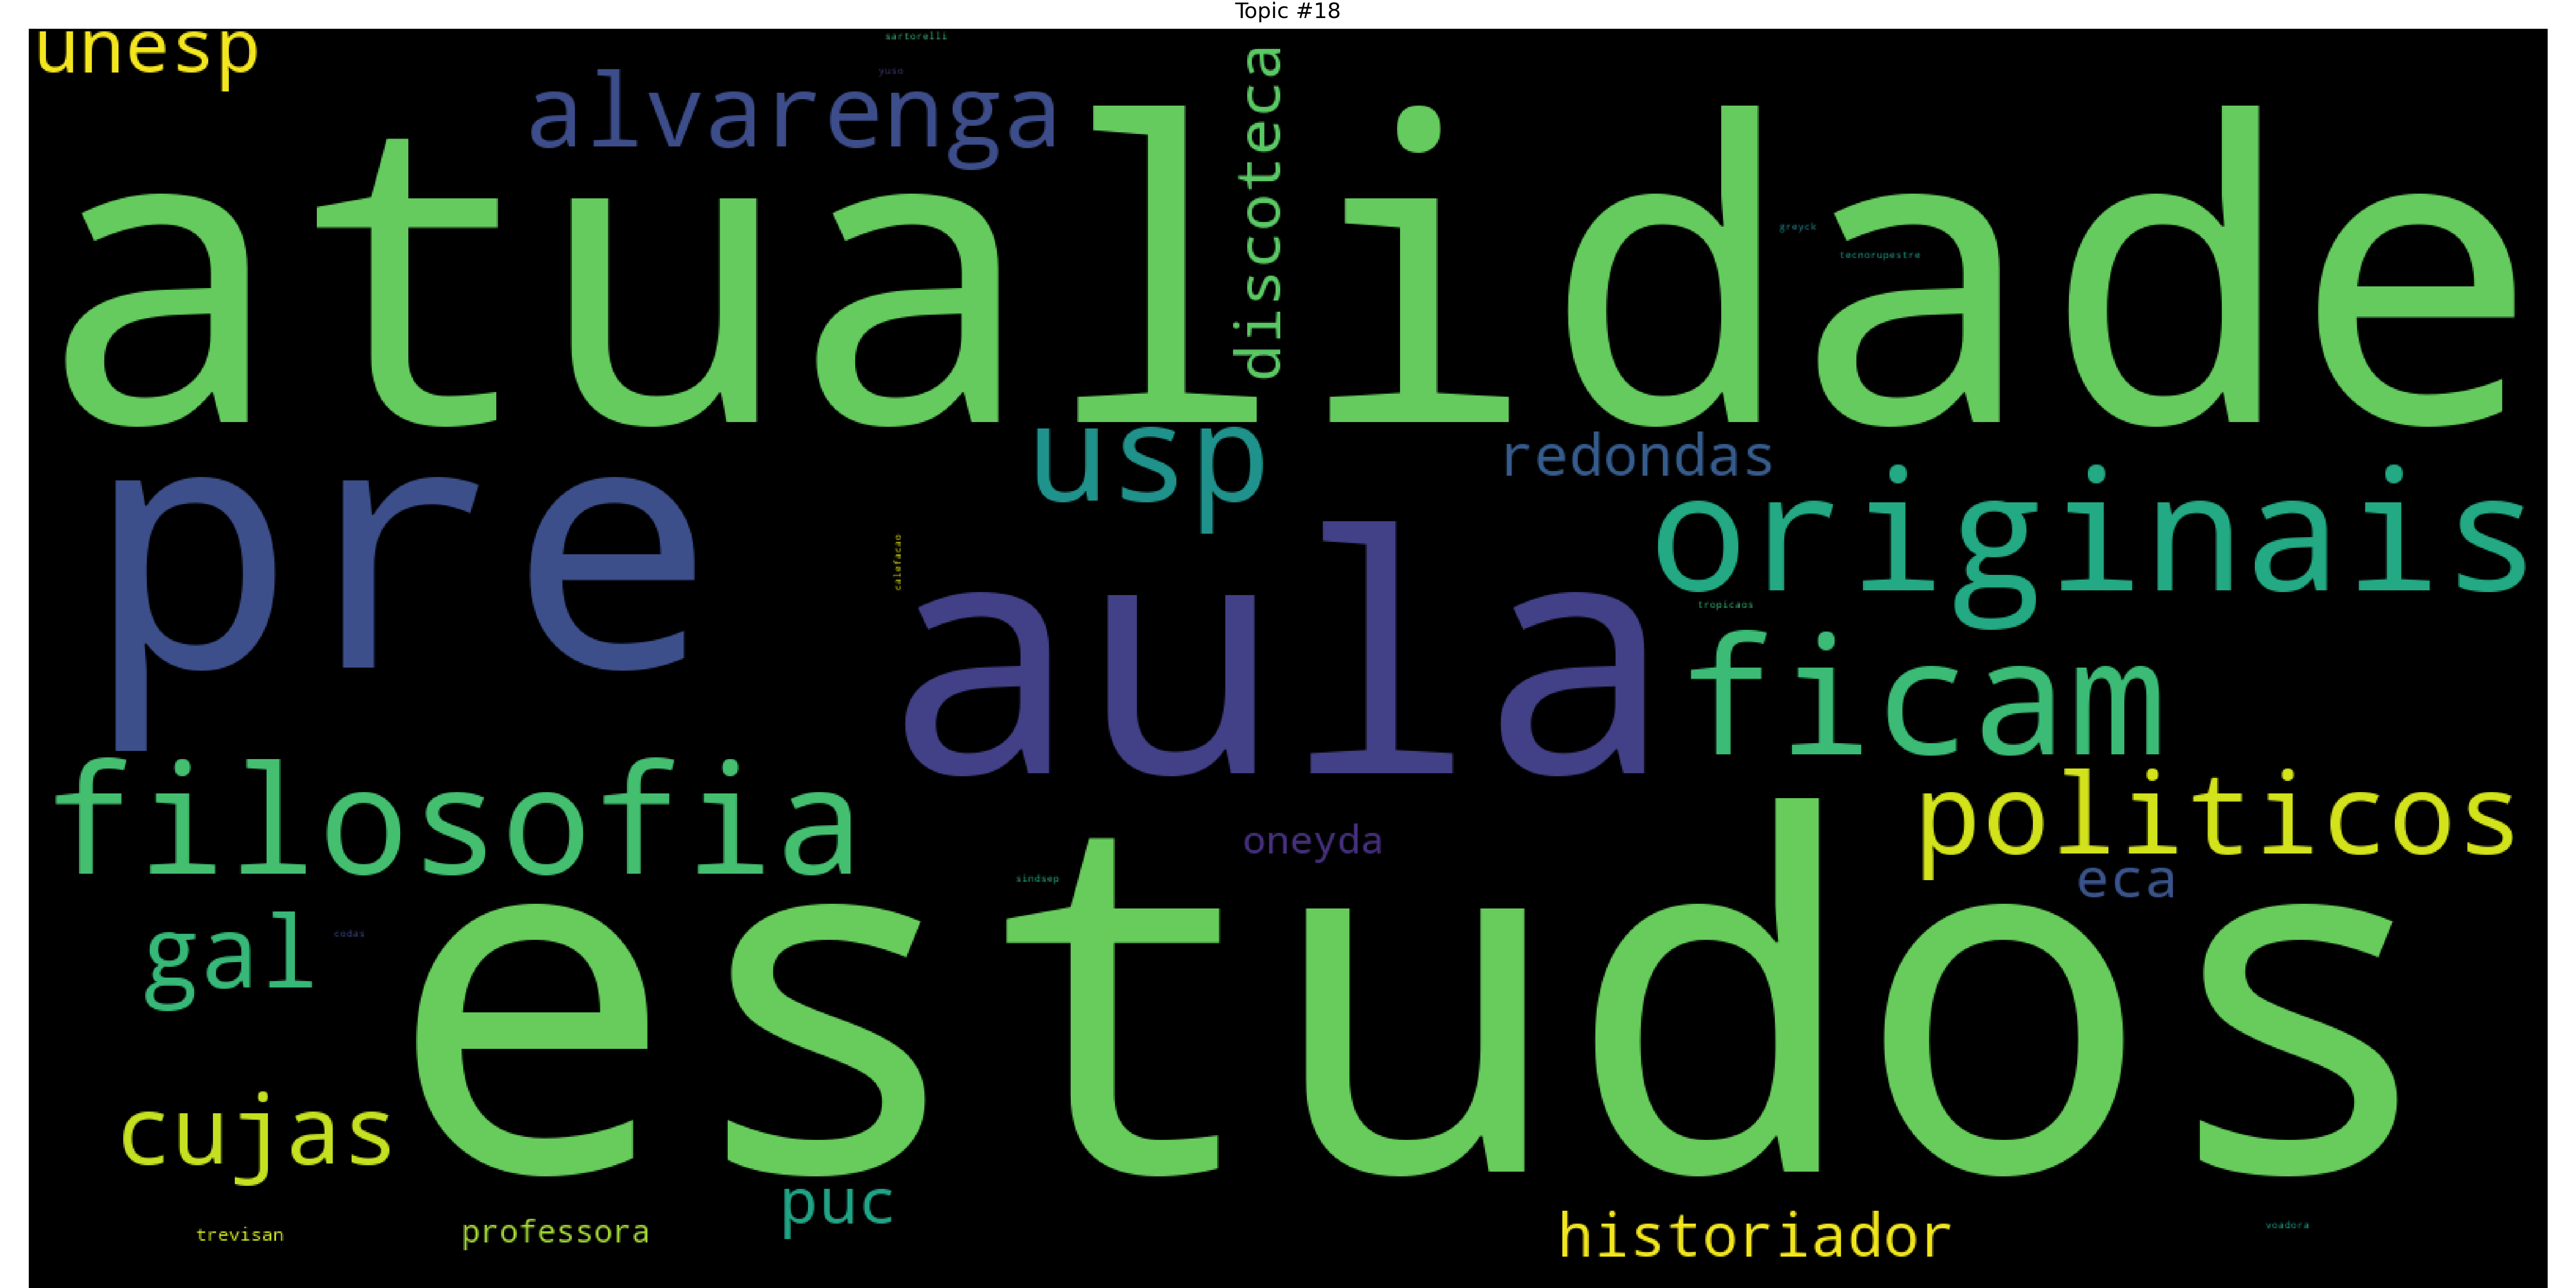 Topic #18
unesp
sartorelli
yuso
alvarenga
discoteca
atualidade
greyck
tecnorupestre
usp
redondas
originais
pre
calefacao
aula
tropicaos
ficam
filosofia
politicos
oneyda
eca
sindsep
gal
codas
estudos
cujas
puc
trevisan
professora
historiador
voadora